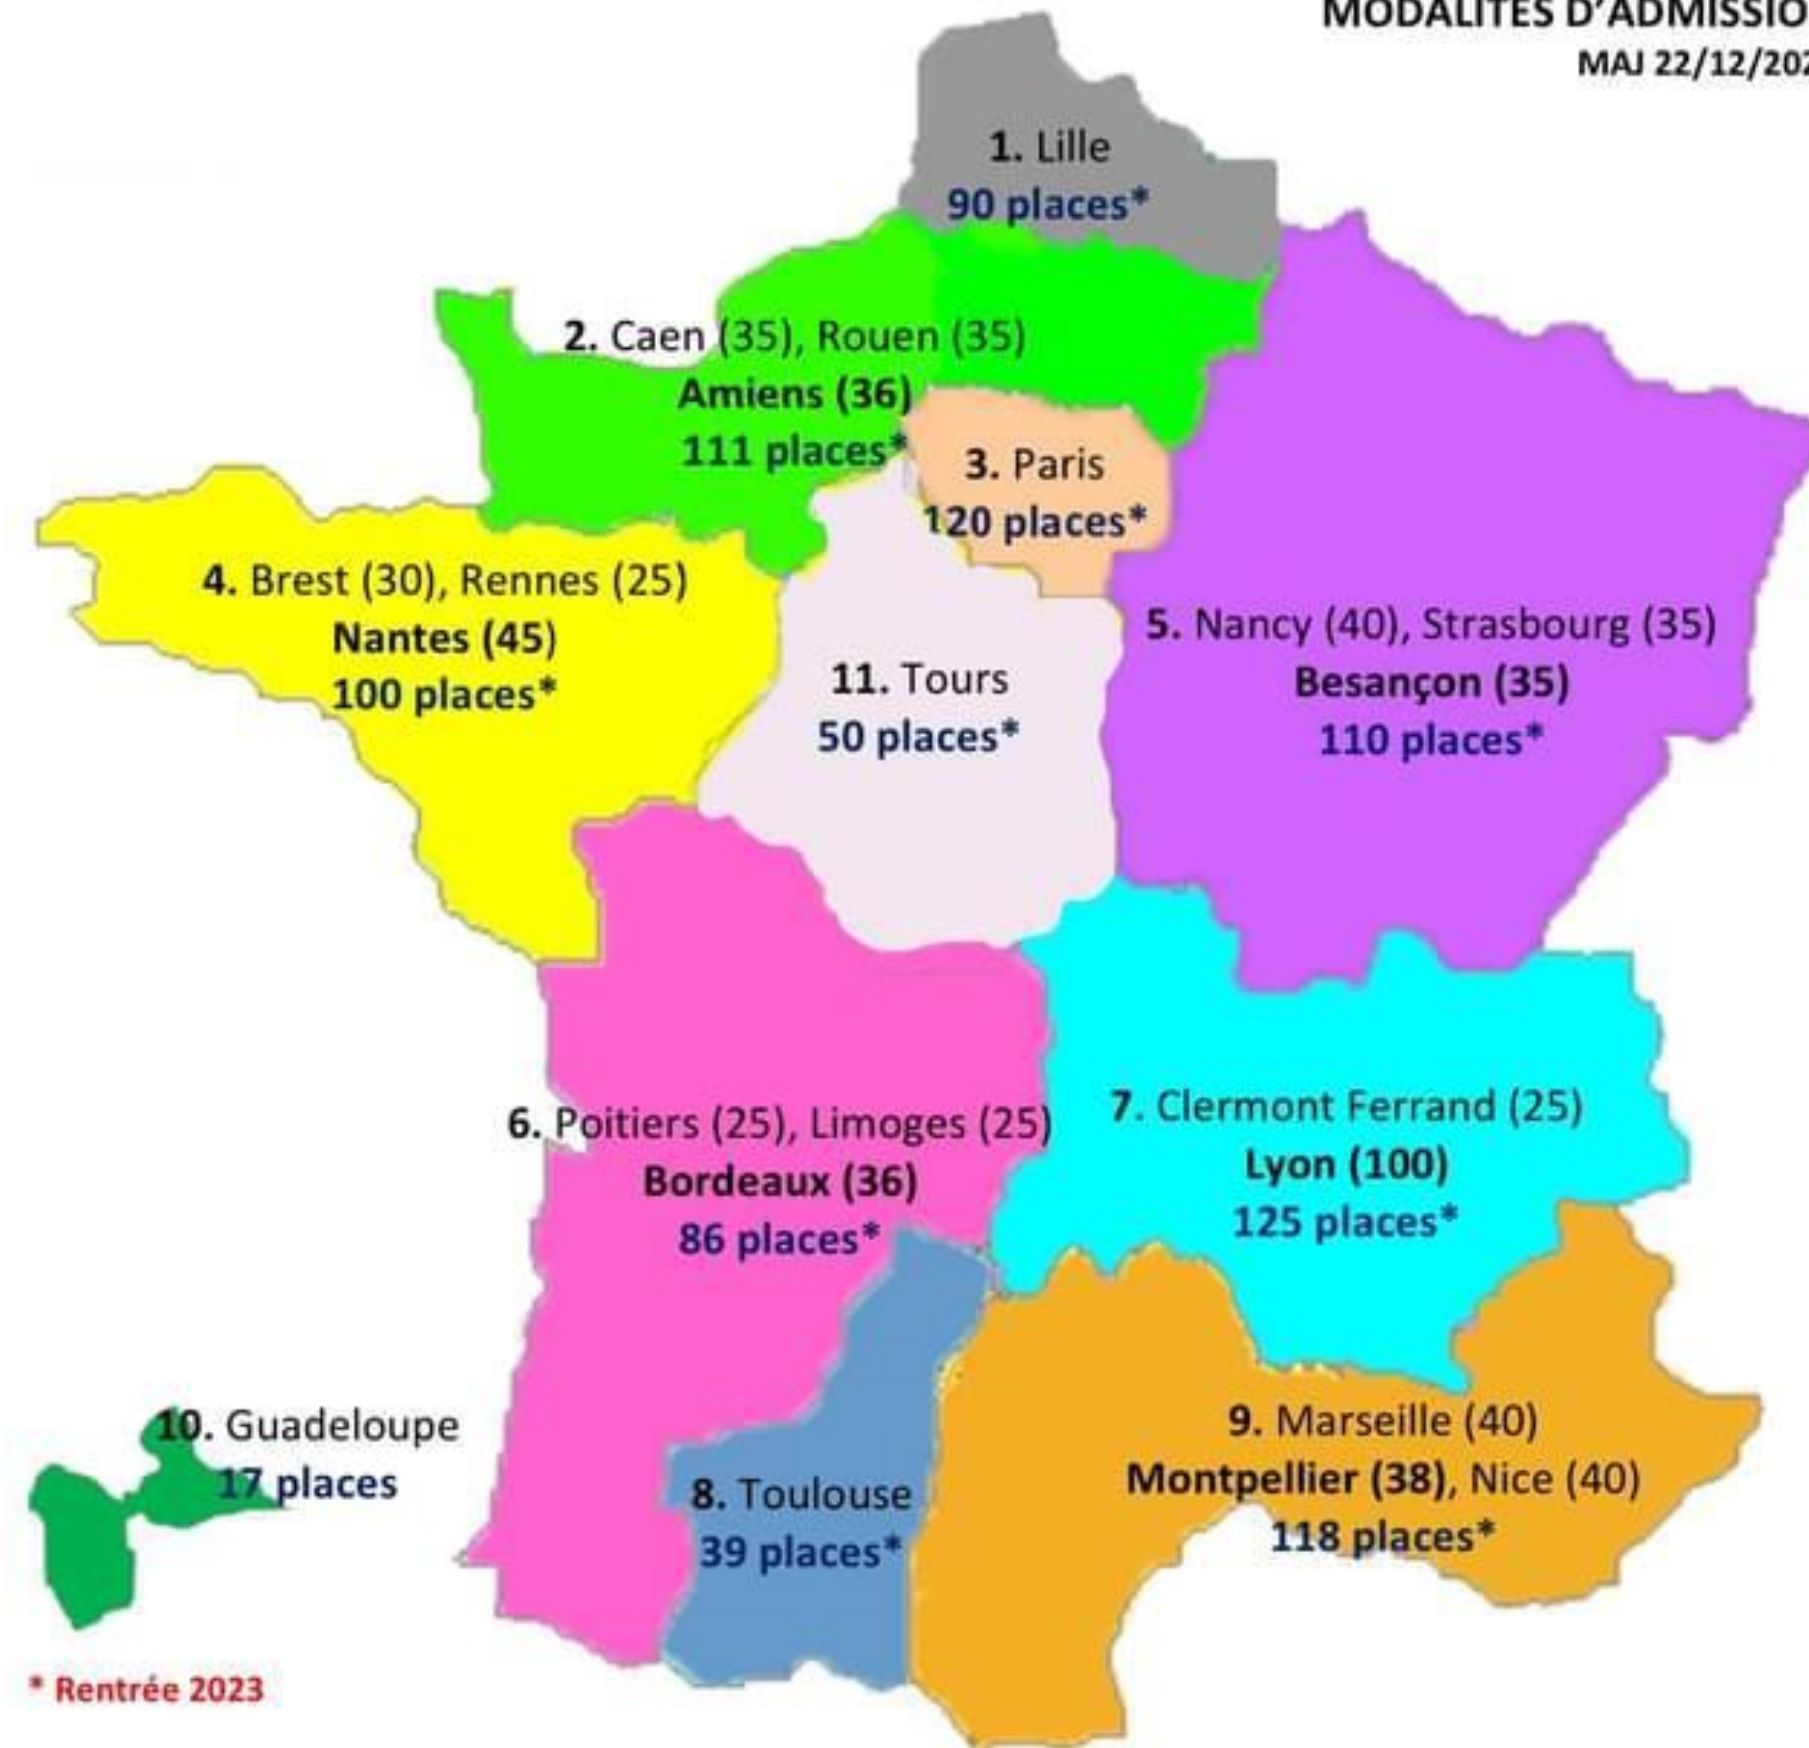 MODALITES D'ADMISSIO
MAJ 22/12/202
1. Lille
90 places*
2. Caen (35), Rouen (35)
Amiens (36)
111 places*
3. Paris
120 places*
4. Brest (30), Rennes (25)
Nantes (45)
100 places*
5. Nancy (40), Strasbourg (35)
Besançon (35)
110 places*
11. Tours
50 places*
6. Poitiers (25), Limoges (25)
Bordeaux (36)
86 places*
7. Clermont Ferrand (25)
Lyon (100)
125 places*
8. Toulouse
39 places*
9. Marseille (40)
Montpellier (38), Nice (40)
118 places*
10. Guadeloupe
17 places
* Rentrée 2023